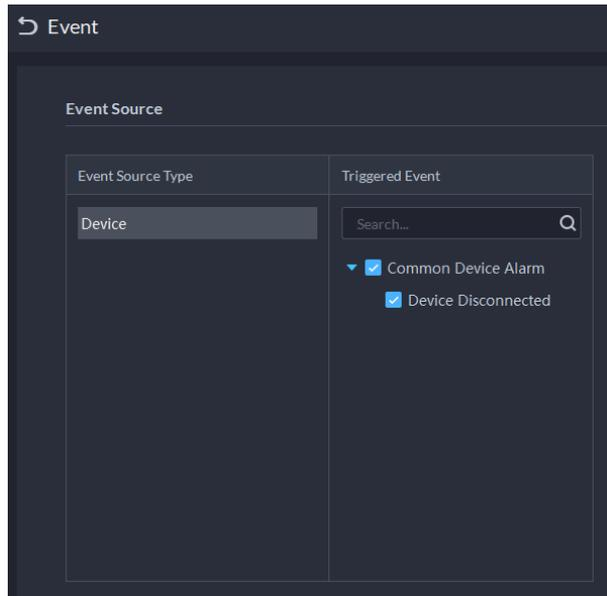 Event
Event Source
Event Source Type
Triggered Event
Device
Search...
Common Device Alarm
Device Disconnected